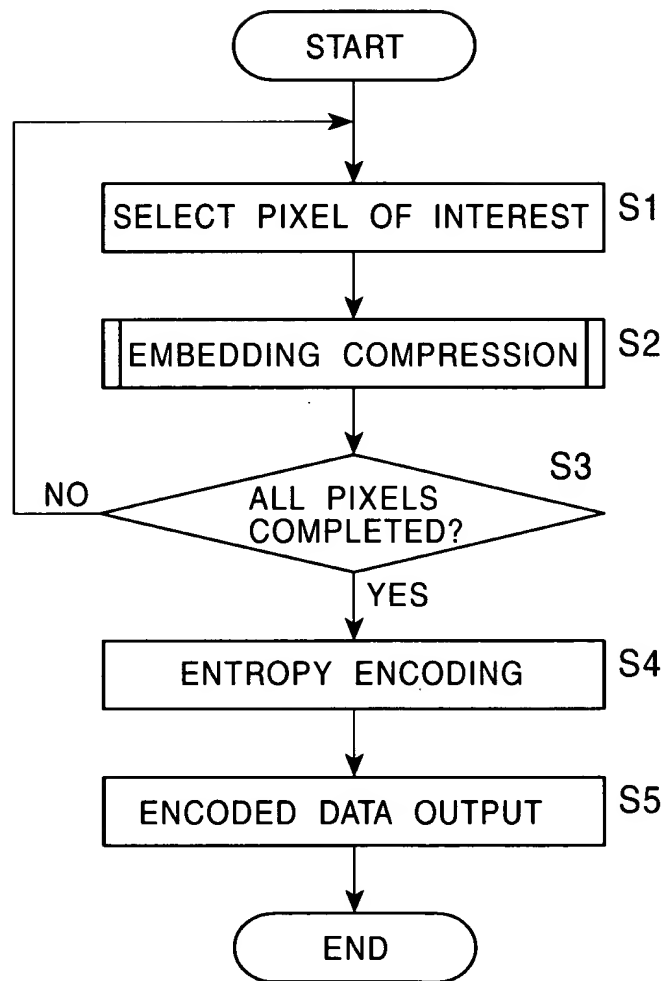 START
SELECT PIXEL OF INTEREST
S1
EMBEDDING COMPRESSION
S2
S3
ALL PIXELS
COMPLETED?
NO
YES
ENTROPY ENCODING
S4
ENCODED DATA OUTPUT
S5
END